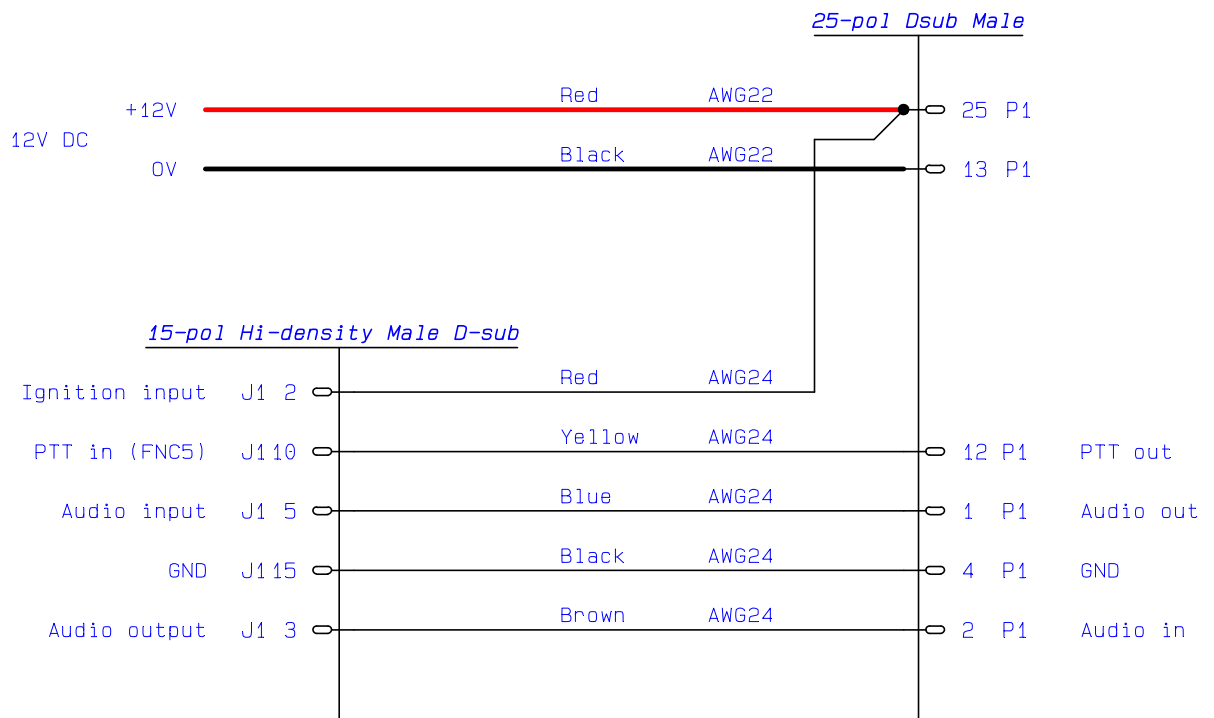 25-pol Dsub Male
Red AWG22
+12V 25 P1
12V DC
Black AWG22
0V 13 P1
15-pol Hi-density Male D-sub
Red AWG24
Ignition input J1 2
Yellow AWG24
PTT in (FNC5) J1 10 12 P1 PTT out
Blue AWG24
Audio input J1 5 1 P1 Audio out
Black AWG24
GND J1 15 4 P1 GND
Brown AWG24
Audio output J1 3 2 P1 Audio in